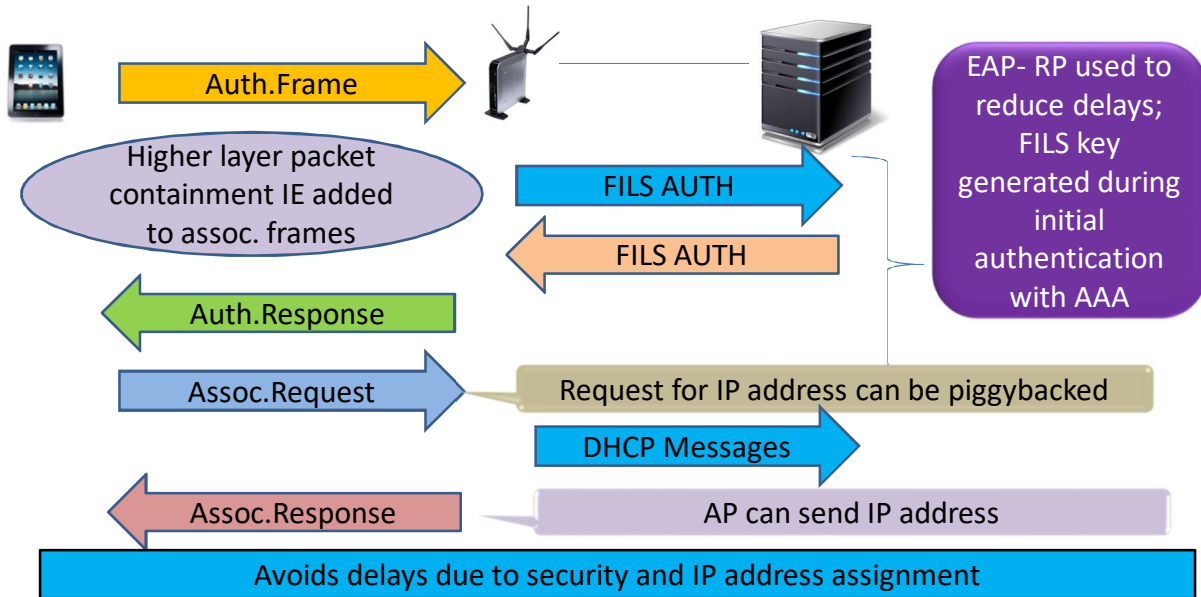 Auth.Frame
EAP- RP used to
reduce delays;
FILS key
generated during
initial
authentication
with AAA
Higher layer packet
containment IE added
to assoc. frames
FILS AUTH
FILS AUTH
Auth.Response
Assoc.Request
Request for IP address can be piggybacked
DHCP Messages
Assoc.Response
AP can send IP address
Avoids delays due to security and IP address assignment